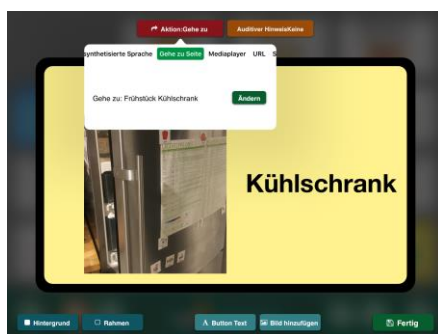 Aktion:Gehe zu
Auditiver HinweisKeine
synthetisierte Sprache Gehe zu Seite Mediaplayer URL S
Gehe zu: Frühstück Kühlschrank
Ändern
Kühlschrank
Hintergrund
Rahmen
A Button Text
Bild hinzufügen
Fertig